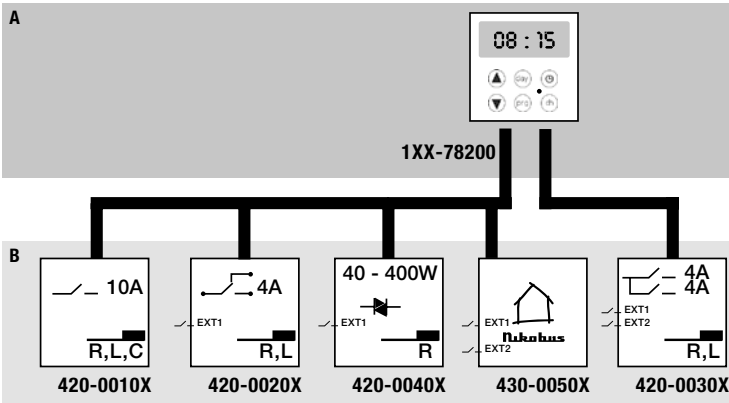 A
08 : 15
day
pro
ch
1XX-78200
B
10A
R,L,C
420-0010X
4A
EXT1
R,L
420-0020X
40 - 400W
EXT1
R
420-0040X
EXT1
Nikobus
EXT2
430-0050X
4A
4A
EXT1
EXT2
R,L
420-0030X